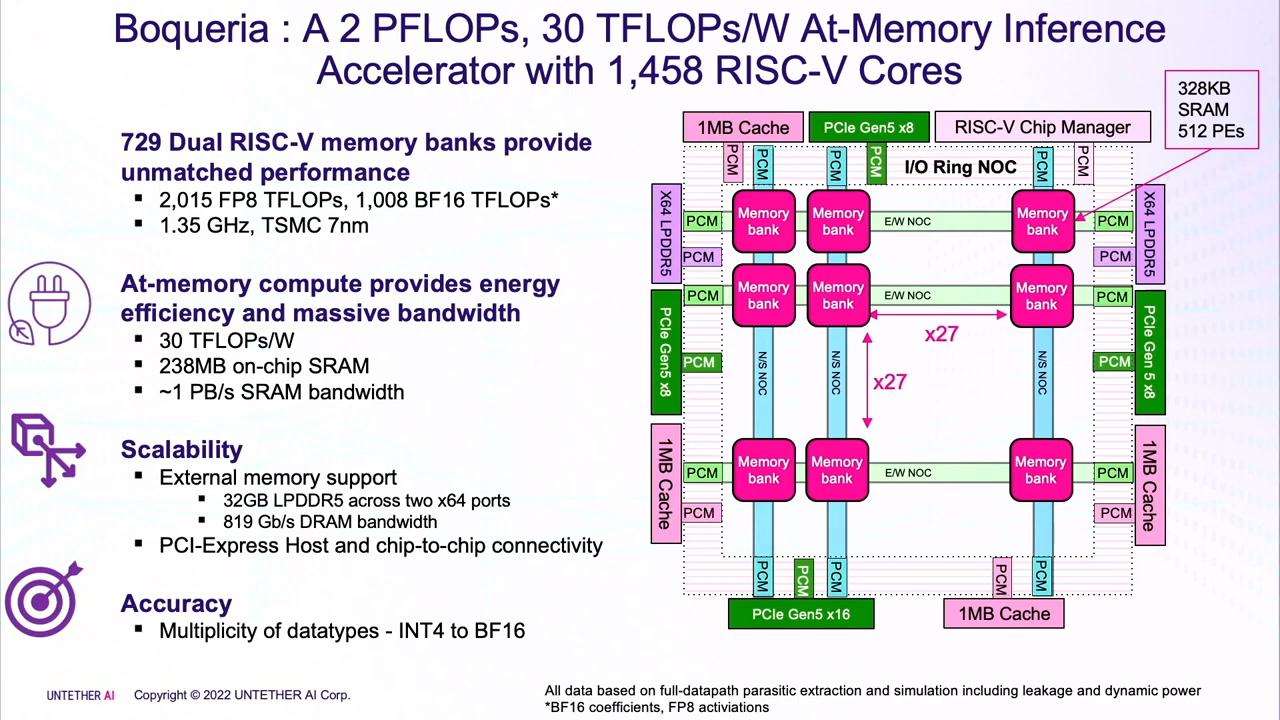 Boqueria : A 2 PFLOPs, 30 TFLOPs/W At-Memory Inference
Accelerator with 1,458 RISC-V Cores
729 Dual RISC-V memory banks provide
unmatched performance
▪ 2,015 FP8 TFLOPs, 1,008 BF16 TFLOPs*
▪ 1.35 GHz, TSMC 7nm
At-memory compute provides energy
efficiency and massive bandwidth
▪ 30 TFLOPs/W
▪ 238MB on-chip SRAM
▪ ~1 PB/s SRAM bandwidth
Scalability
▪ External memory support
▪ 32GB LPDDR5 across two x64 ports
▪ 819 Gb/s DRAM bandwidth
▪ PCI-Express Host and chip-to-chip connectivity
Accuracy
▪ Multiplicity of datatypes - INT4 to BF16
328KB
SRAM
512 PEs
1MB Cache
PCIe Gen5 x8
RISC-V Chip Manager
PCM
PCM
PCM
PCM
I/O Ring NOC
PCM
PCM
X64 LPDDR5
PCM
Memory
bank
Memory
bank
E/W NOC
Memory
bank
PCM
X64 LPDDR5
PCM
PCM
PCIe Gen5 x8
PCM
Memory
bank
Memory
bank
E/W NOC
Memory
bank
PCM
PCIe Gen 5 x8
x27
PCM
N/S NOC
N/S NOC
x27
N/S NOC
PCM
1MB Cache
PCM
Memory
bank
Memory
bank
E/W NOC
Memory
bank
PCM
1MB Cache
PCM
PCM
PCM
PCM
PCM
PCM
PCM
PCIe Gen5 x16
1MB Cache
UNTETHER AI
Copyright © 2022 UNTETHER AI Corp.
All data based on full-datapath parasitic extraction and simulation including leakage and dynamic power
*BF16 coefficients, FP8 activiations